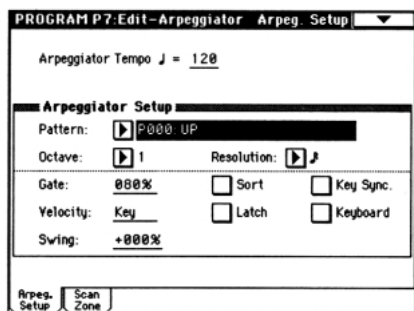 PROGRAM P7:Edit-Arpeggiator Arpeg. Setup
Arpeggiator Tempo ♩ = 120
Arpeggiator Setup
Pattern: P000: UP
Octave: 1 Resolution: ♪
Gate: 080% Sort Key Sync.
Velocity: Key Latch Keyboard
Swing: +000%
Arpeg. Setup Scan Zone